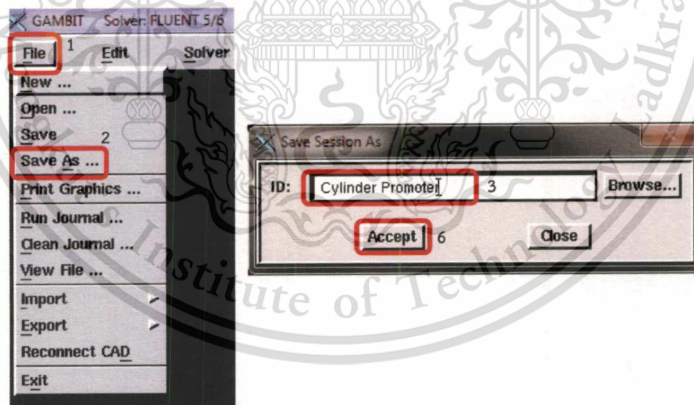 GAMBIT Solver: FLUENT 5/6
File 1 Edit Solver
New ...
Open ...
Save
2
Save As ...
Print Graphics ...
Run Journal ...
Clean Journal ...
View File ...
Import
Export
Reconnect CAD
Exit
Save Session As
ID: Cylinder Promoter 3 Browse...
Accept 6 Close
Institute of Technology
Ladkra